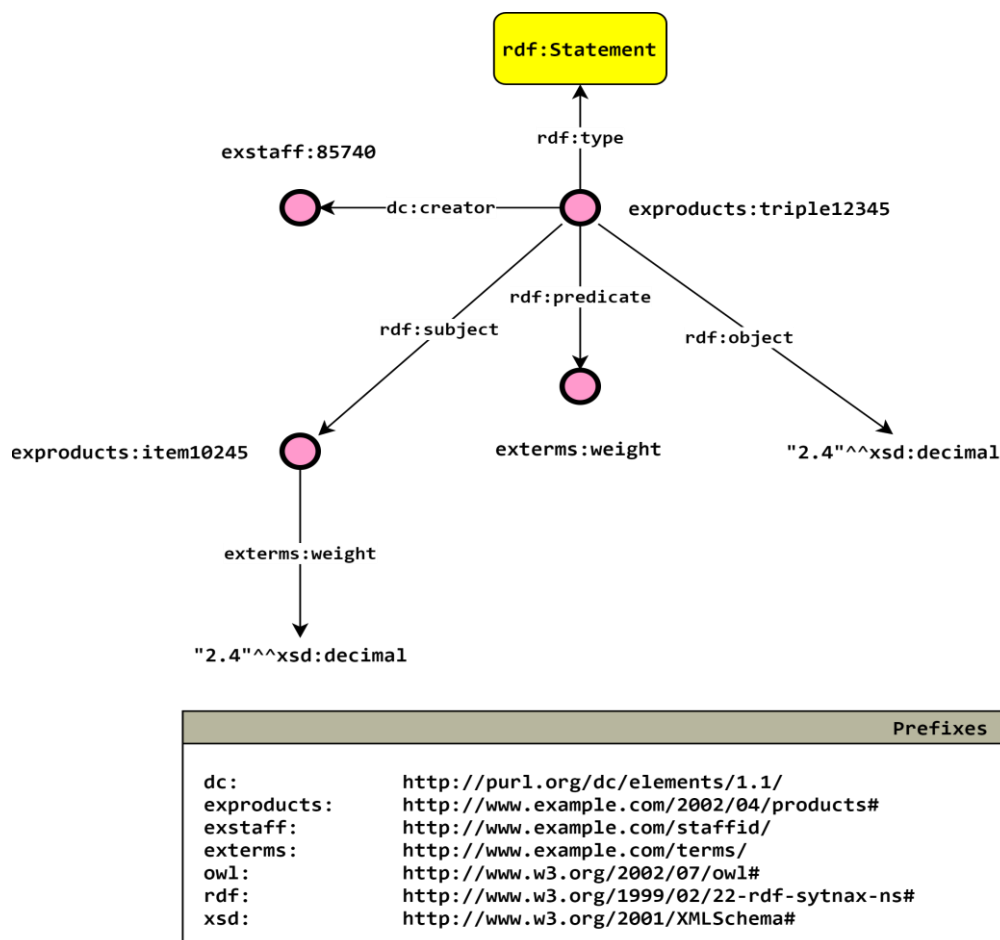 rdf:Statement
rdf:type
exstaff:85740
dc:creator
exproducts:triple12345
rdf:predicate
rdf:subject
rdf:object
exproducts:item10245
exterms:weight
"2.4"^^xsd:decimal
exterms:weight
"2.4"^^xsd:decimal
Prefixes
dc: http://purl.org/dc/elements/1.1/
exproducts: http://www.example.com/2002/04/products#
exstaff: http://www.example.com/staffid/
exterms: http://www.example.com/terms/
owl: http://www.w3.org/2002/07/owl#
rdf: http://www.w3.org/1999/02/22-rdf-sytnax-ns#
xsd: http://www.w3.org/2001/XMLSchema#